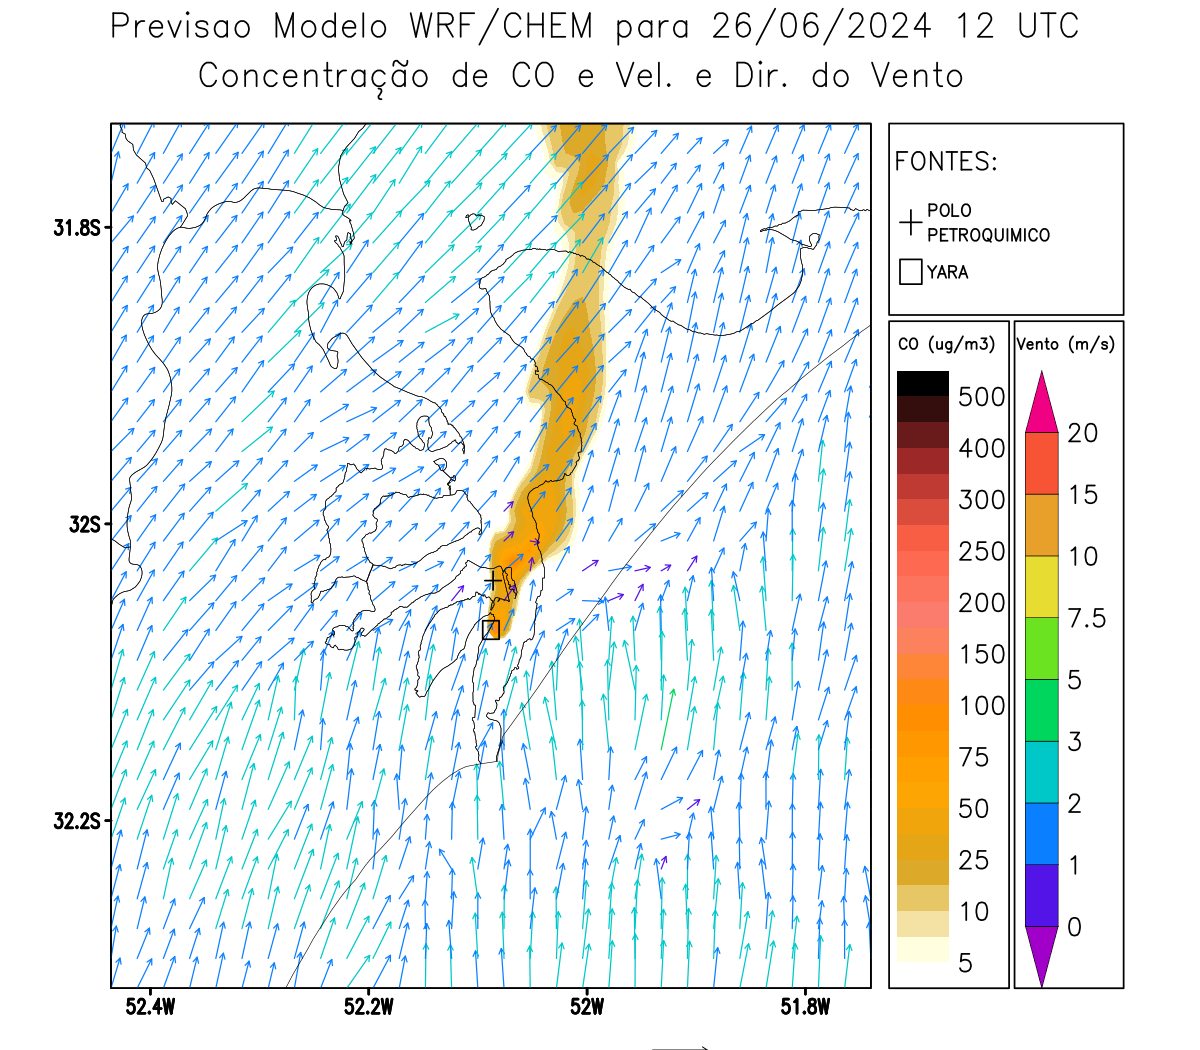 Previsao Modelo WRF/CHEM para 26/06/2024 12 UTC
Concentração de CO e Vel. e Dir. do Vento
FONTES:
POLO
PETROQUIMICO
YARA
31.8S
32S
32.2S
52.4W
52.2W
52W
51.8W
CO (ug/m3)
500
400
300
250
200
150
100
75
50
25
10
5
Vento (m/s)
20
15
10
7.5
5
3
2
1
0